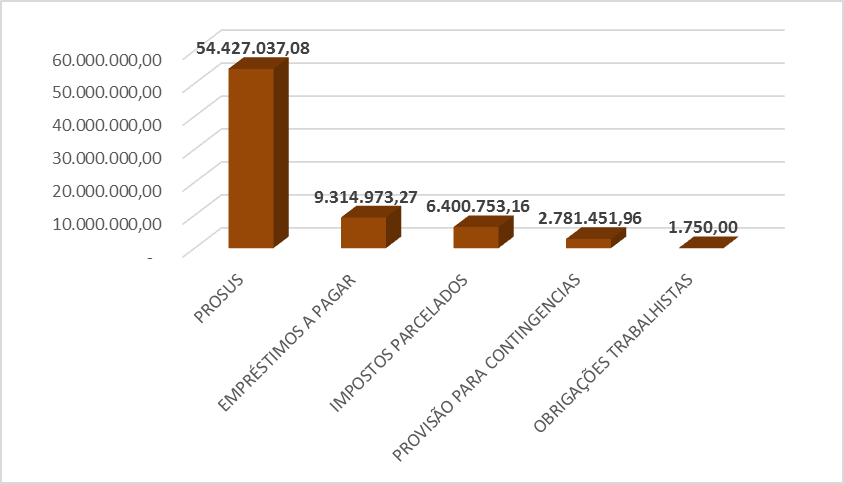 60.000.000,00
50.000.000,00
40.000.000,00
30.000.000,00
20.000.000,00
10.000.000,00
-
54.427.037,08
9.314.973,27
6.400.753,16
2.781.451,96
1.750,00
PROSUS
EMPRÉSTIMOS A PAGAR
IMPOSTOS PARCELADOS
PROVISÃO PARA CONTINGENCIAS
OBRIGAÇÕES TRABALHISTAS